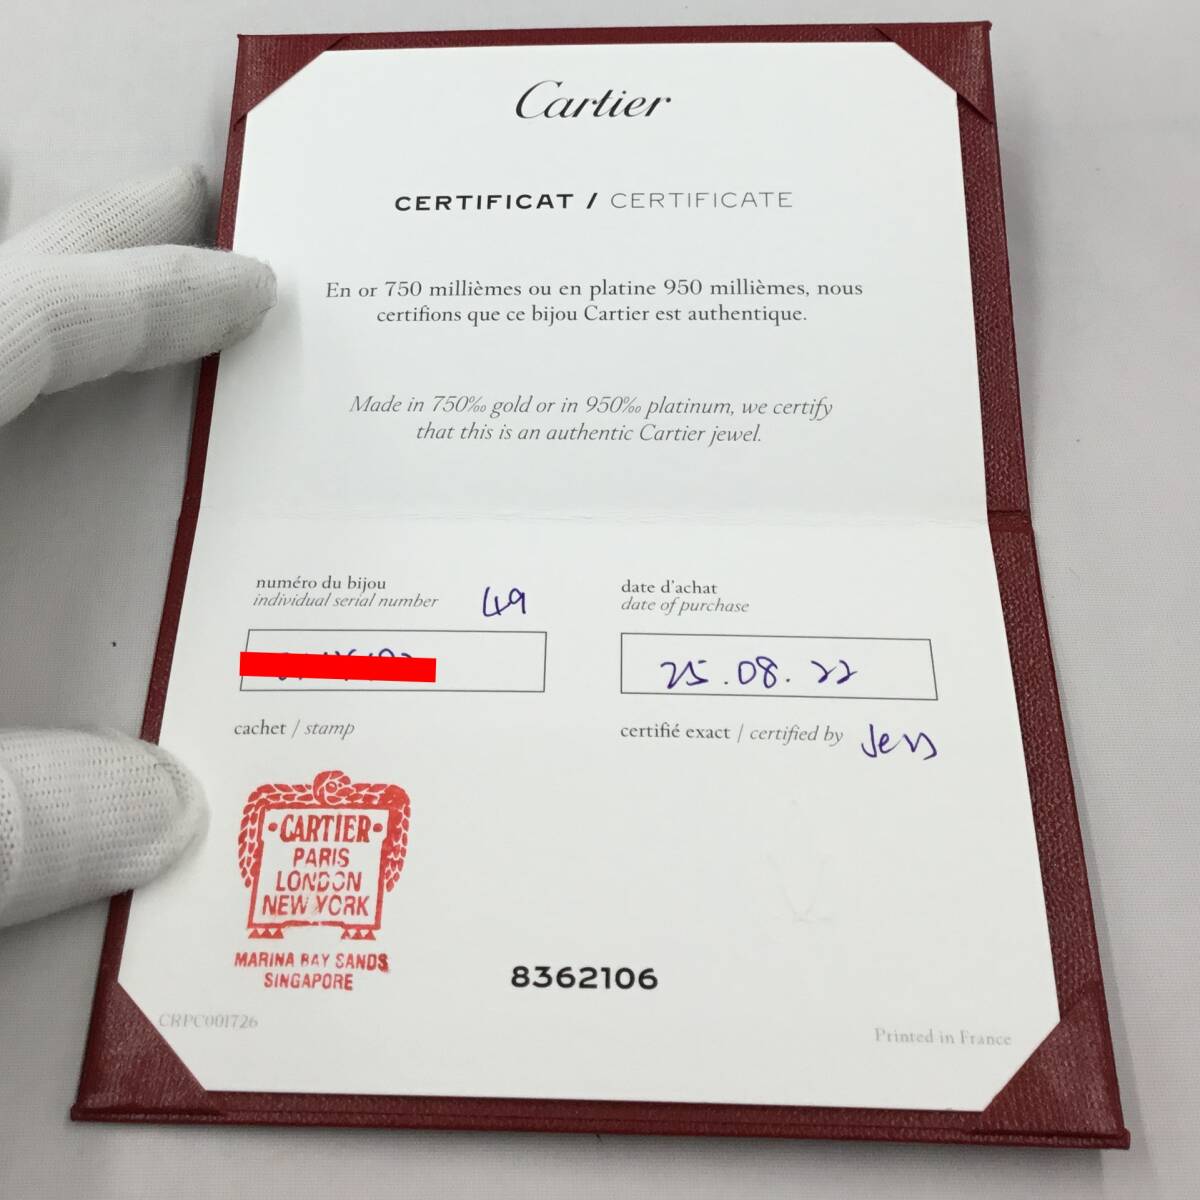 Cartier
CERTIFICAT / CERTIFICATE
En or 750 millièmes ou en platine 950 millièmes, nous
certifions que ce bijou Cartier est authentique.
Made in 750‰ gold or in 950‰ platinum, we certify
that this is an authentic Cartier jewel.
numéro du bijou
individual serial number
49
date d'achat
date of purchase
25.08.22
cachet / stamp
certifié exact / certified by Jess
•CARTIER•
PARIS
LONDON
NEW YORK
MARINA BAY SANDS
SINGAPORE
8362106
CRPC001726
Printed in France